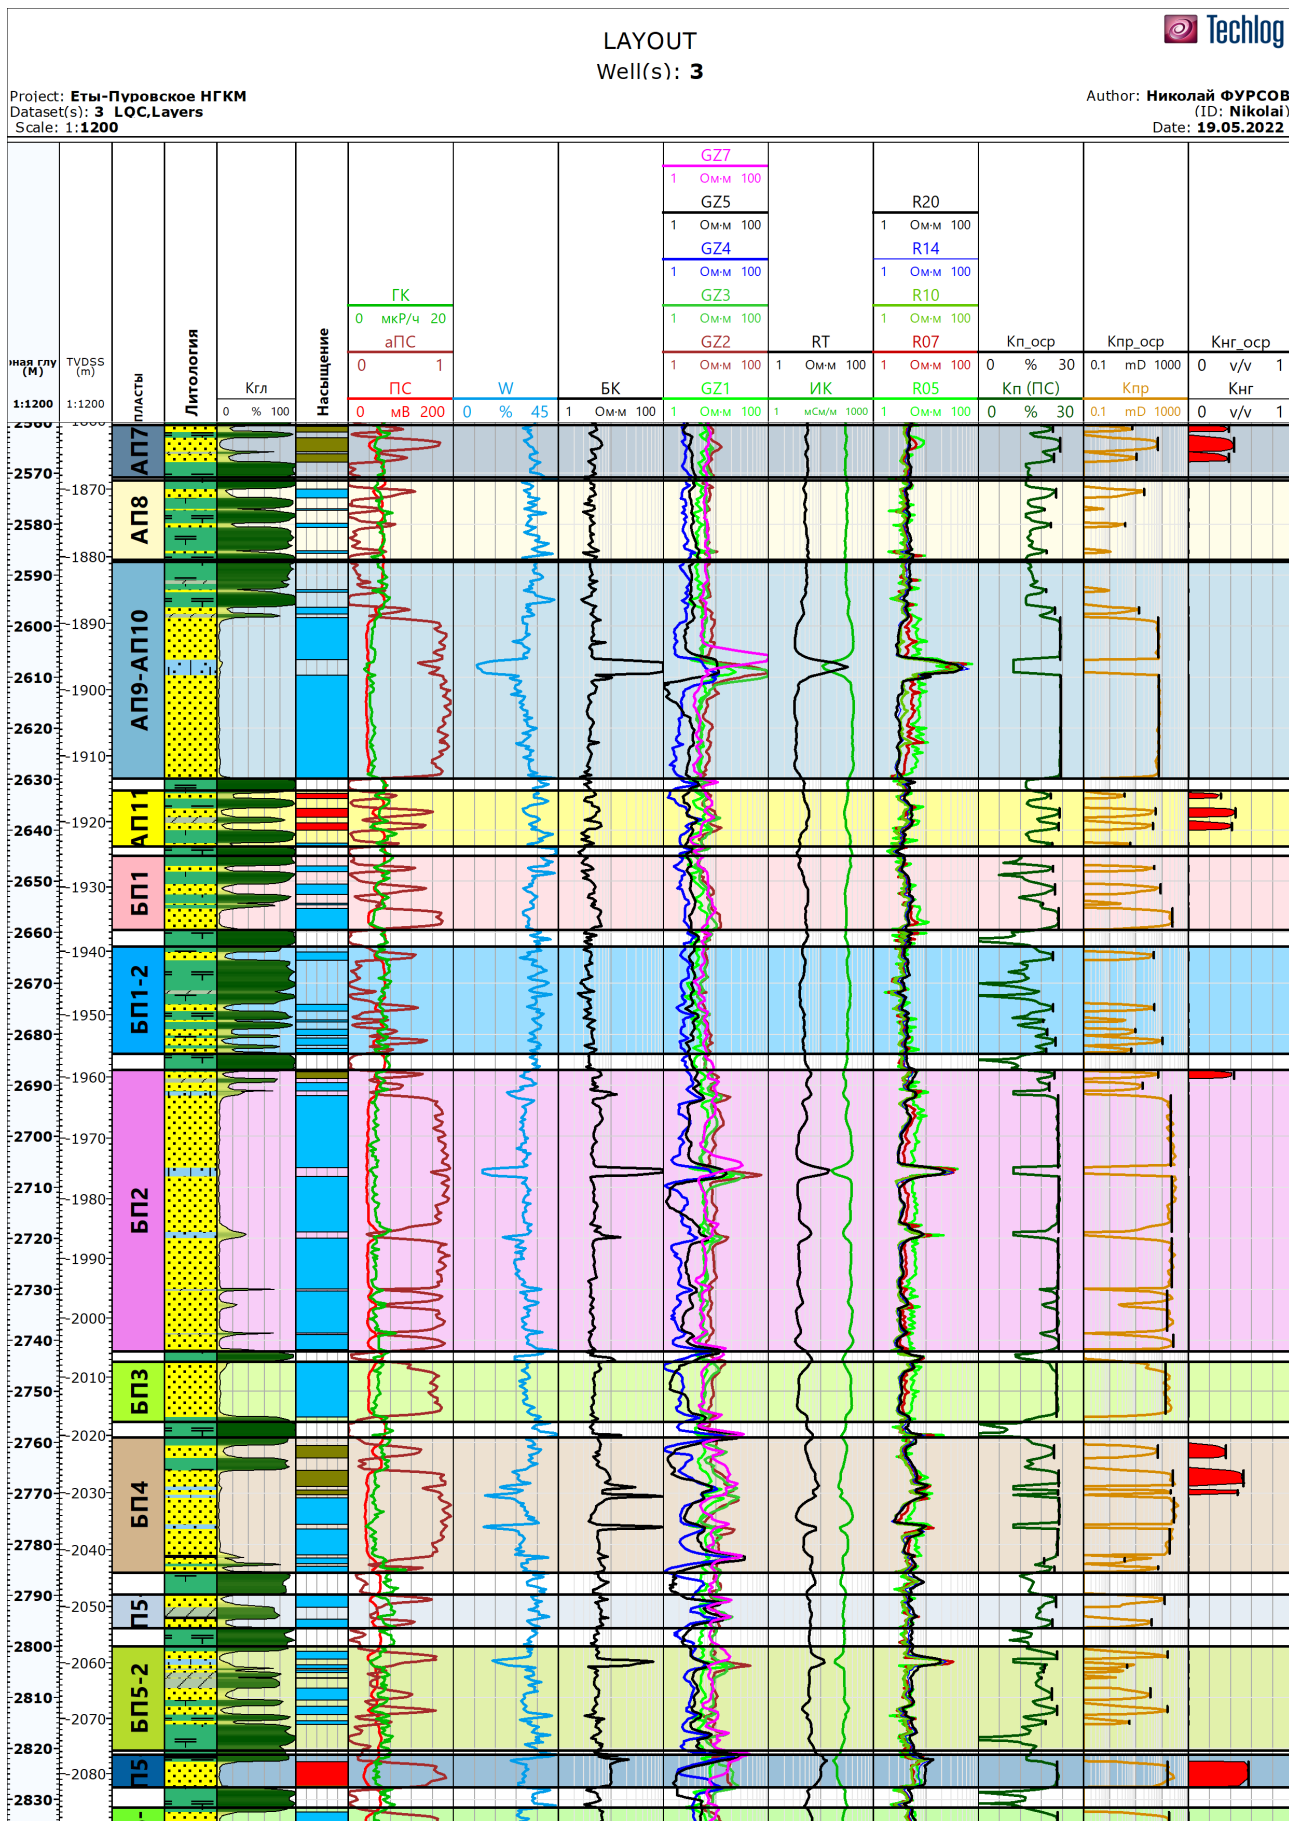 Techlog
LAYOUT
Well(s): 3
Project: Еты-Пуровское НГКМ
Dataset(s): 3 LQC,Layers
Scale: 1:1200
Author: Николай ФУРСОВ
(ID: Nikolai)
Date: 19.05.2022
GZ7
1 Ом·м 100
GZ5 R20
1 Ом·м 100 1 Ом·м 100
GZ4 R14
1 Ом·м 100 1 Ом·м 100
ГК GZ3 R10
0 мкР/ч 20 1 Ом·м 100 1 Ом·м 100
аПС GZ2 RT R07 Кп_оср Кпр_оср Кнг_оср
TVDSS 0 1 1 Ом·м 100 1 Ом·м 100 1 Ом·м 100 0 % 30 0.1 mD 1000 0 v/v 1
(м) (m)
пласты Литология Кгл Насыщение ПС W БК GZ1 ИК R05 Кп (ПС) Кпр Кнг
1:1200 1:1200 0 % 100 0 мВ 200 0 % 45 1 Ом·м 100 1 Ом·м 100 1 мСм/м 1000 1 Ом·м 100 0 % 30 0.1 mD 1000 0 v/v 1
АП7
2570
-1870
АП8
2580
-1880
2590
-1890
2600
АП9-АП10
2610
-1900
2620
-1910
2630
АП11
-1920
2640
2650
БП1
-1930
2660
-1940
2670
БП1-2
-1950
2680
-1960
2690
2700
-1970
2710
БП2
-1980
2720
-1990
2730
-2000
2740
-2010
2750
БП3
-2020
2760
2770
БП4
-2030
2780
-2040
2790
-2050
П5
2800
-2060
БП5-2
2810
-2070
2820
-2080
П5
2830